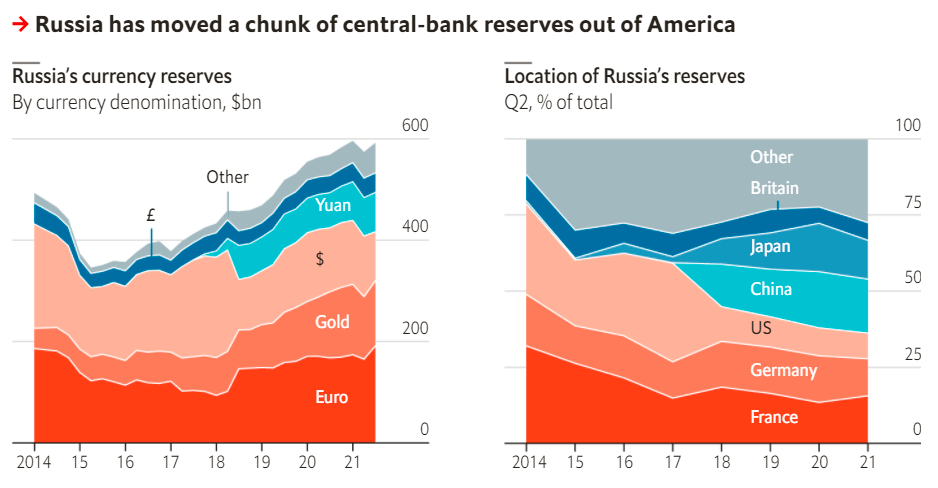 → Russia has moved a chunk of central-bank reserves out of America
Russia's currency reserves
By currency denomination, $bn
600
400
200
0
Other
£
Yuan
$
Gold
Euro
2014 15 16 17 18 19 20 21
Location of Russia's reserves
Q2, % of total
100
75
50
25
0
Other
Britain
Japan
China
US
Germany
France
2014 15 16 17 18 19 20 21